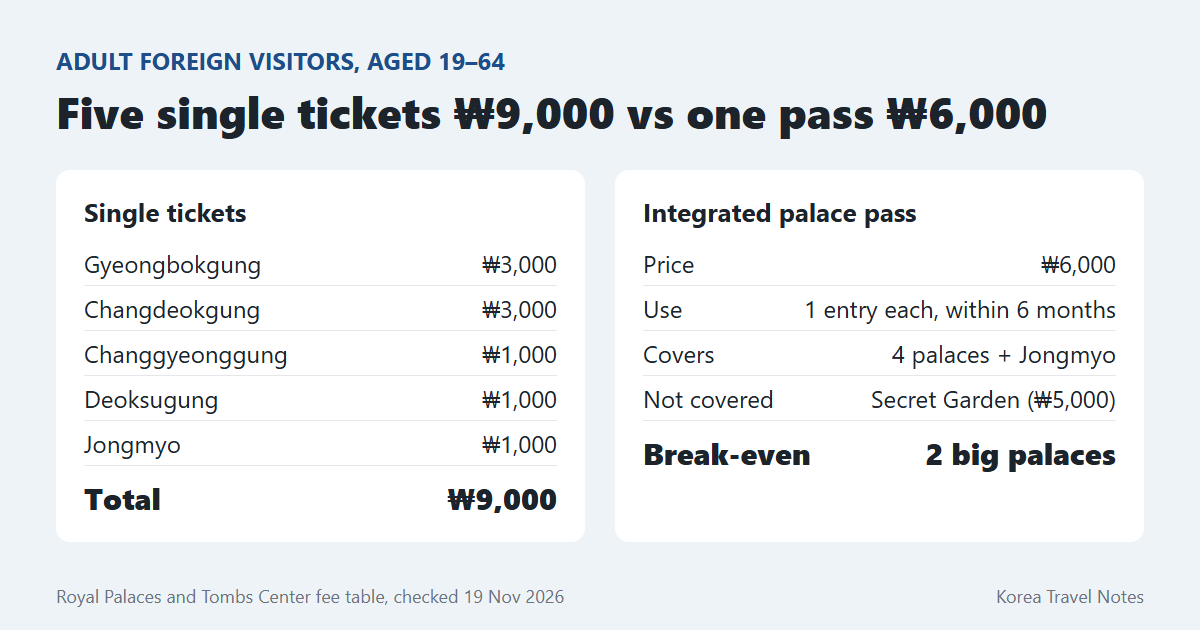 ADULT FOREIGN VISITORS, AGED 19–64
Five single tickets ₩9,000 vs one pass ₩6,000
Single tickets
Gyeongbokgung ₩3,000
Changdeokgung ₩3,000
Changgyeonggung ₩1,000
Deoksugung ₩1,000
Jongmyo ₩1,000
Total ₩9,000
Integrated palace pass
Price ₩6,000
Use 1 entry each, within 6 months
Covers 4 palaces + Jongmyo
Not covered Secret Garden (₩5,000)
Break-even 2 big palaces
Royal Palaces and Tombs Center fee table, checked 19 Nov 2026
Korea Travel Notes